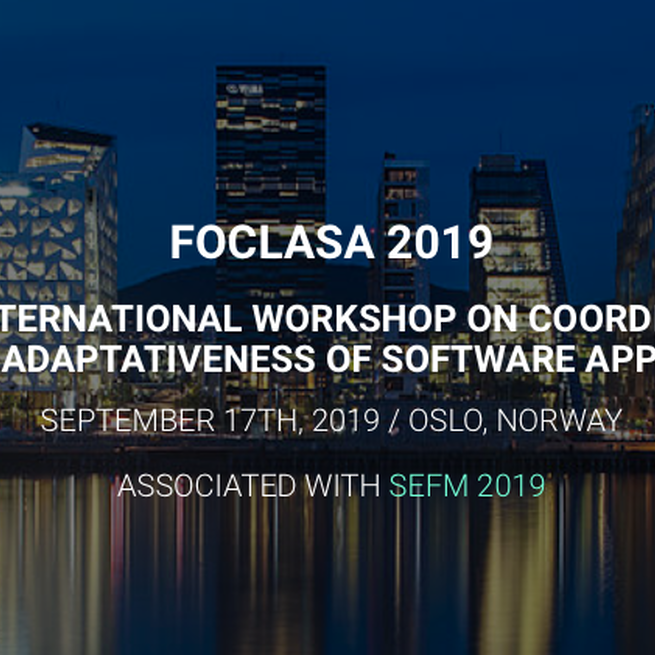 FOCLASA 2019
TERNATIONAL WORKSHOP ON COORD
ADAPTATIVENESS OF SOFTWARE APP
SEPTEMBER 17TH, 2019 / OSLO, NORWAY
ASSOCIATED WITH SEFM 2019